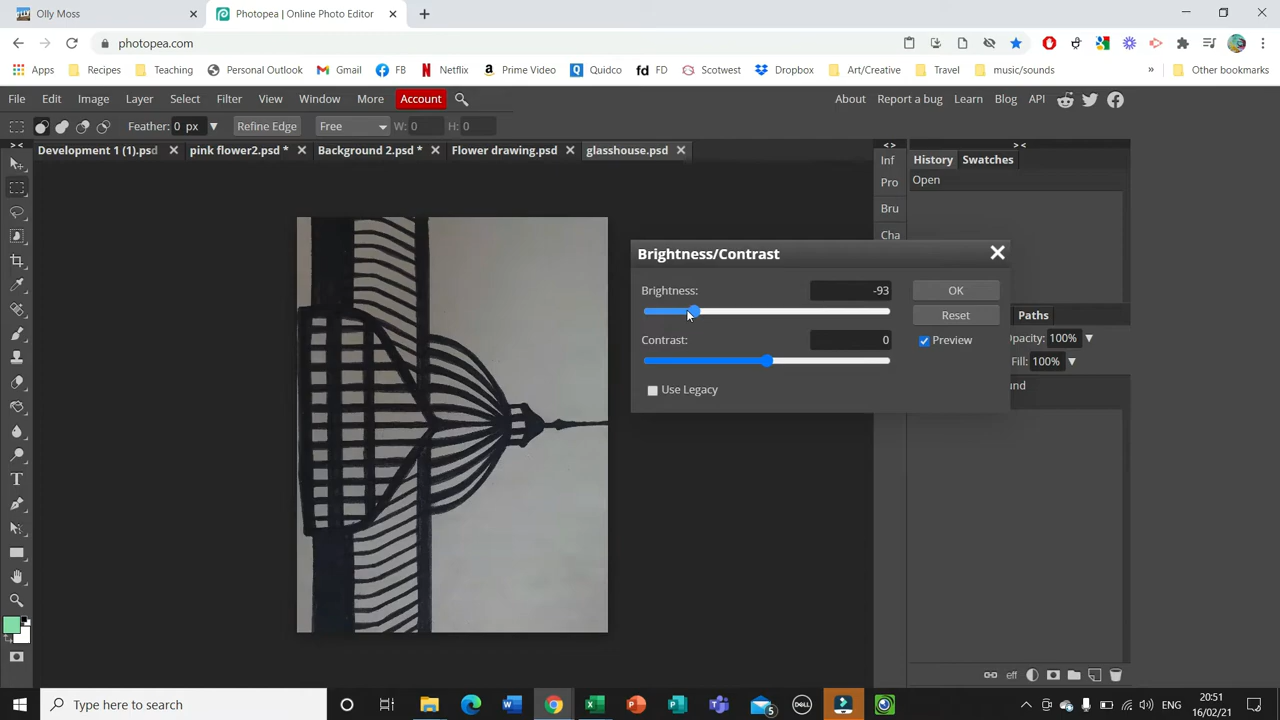 Olly Moss
Photopea | Online Photo Editor
photopea.com
Apps Recipes Teaching Personal Outlook Gmail FB Netflix Prime Video Quidco FD Scotwest Dropbox Art/Creative Travel music/sounds » Other bookmarks
File Edit Image Layer Select Filter View Window More Account About Report a bug Learn Blog API
Feather: 0 px Refine Edge Free W: 0 H: 0
Development 1 (1).psd pink flower2.psd * Background 2.psd * Flower drawing.psd glasshouse.psd
Inf History Swatches
Pro Open
Bru
Cha
Brightness/Contrast
Brightness: -93 OK
Reset Paths
Contrast: 0 Preview Opacity: 100%
Fill: 100%
Use Legacy
eff
Type here to search
5
20:51
ENG
16/02/21